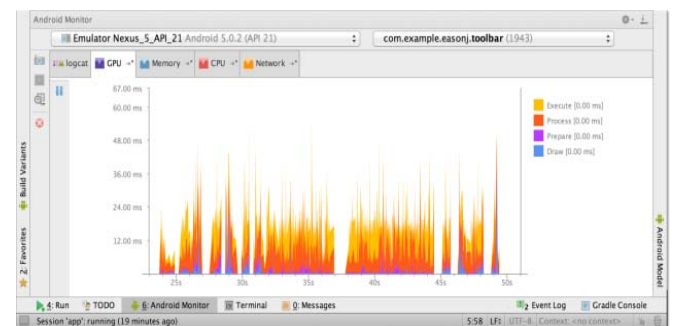 Android Monitor
Emulator Nexus_5_API_21 Android 5.0.2 (API 21)
com.example.easonj.toolbar (1943)
logcat
GPU
Memory
CPU
Network
67.00 ms
60.00 ms
48.00 ms
36.00 ms
24.00 ms
12.00 ms
25s
30s
35s
40s
45s
50s
Execute [0.00 ms]
Process [0.00 ms]
Prepare [0.00 ms]
Draw [0.00 ms]
Build Variants
2: Favorites
Android Model
4: Run
TODO
6: Android Monitor
Terminal
0: Messages
Event Log
Gradle Console
Session 'app': running (19 minutes ago)
5:58
LF:
UTF-8
Context: <no context>